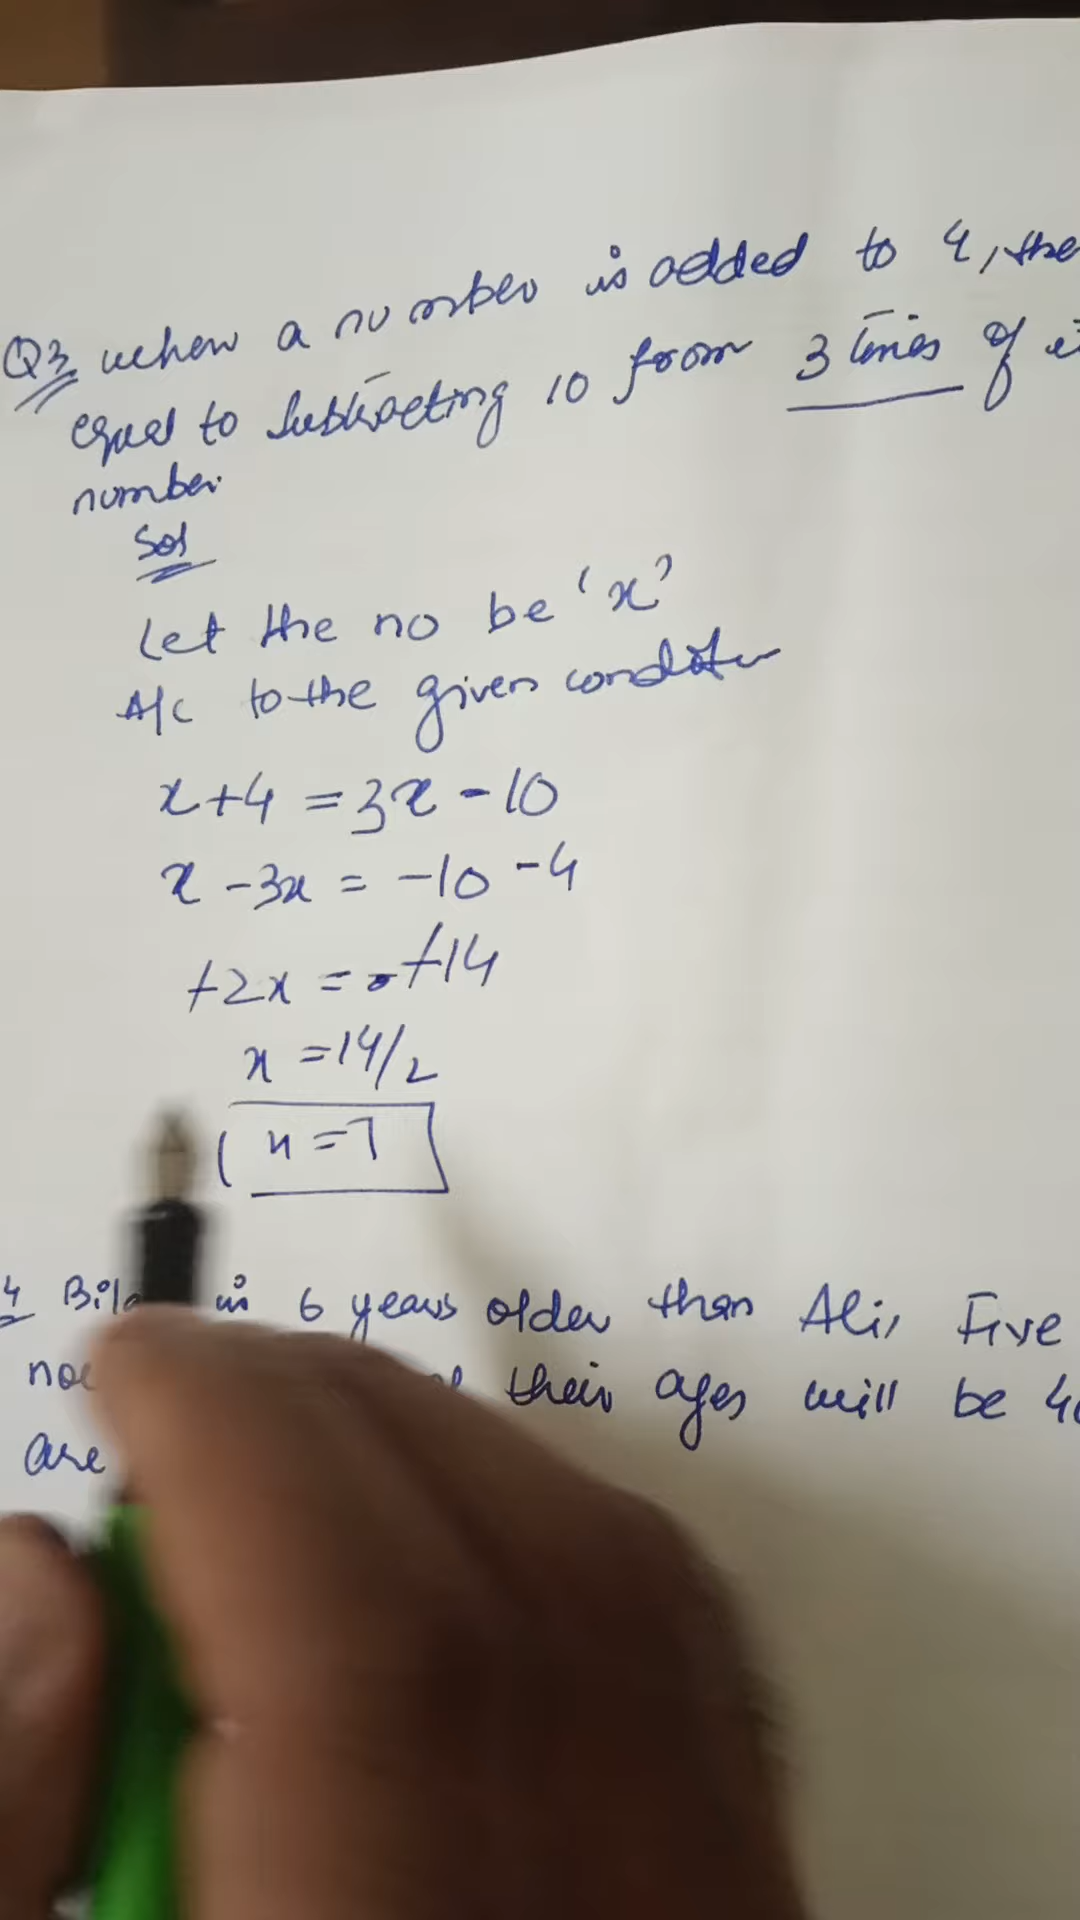 Q3 when a number is added to 4, the
equal to subtracting 10 from 3 times of
number.
Sol
Let the no be 'x'
A/c to the given condition
x+4 = 3x - 10
x - 3x = -10 - 4
+2x = +14
x = 14/2
x = 7
4 in 6 years older than Ali, Five
their ages will be
are